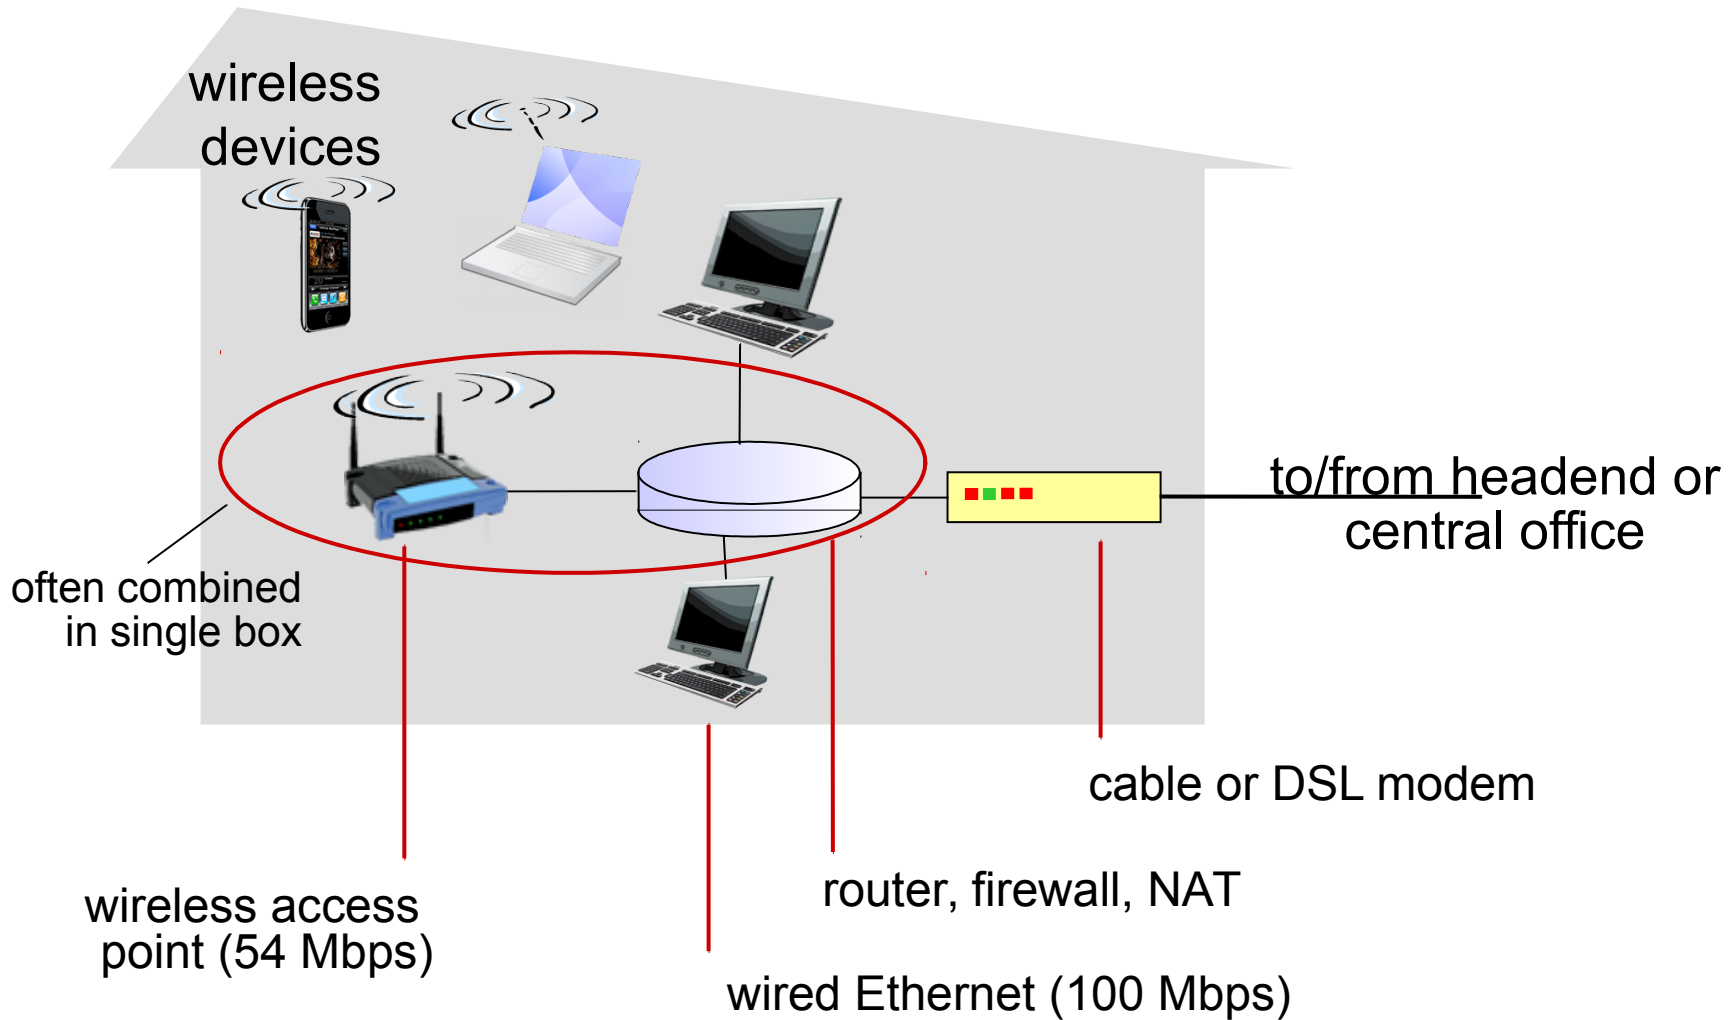 wireless
devices
to/from headend or
central office
often combined
in single box
cable or DSL modem
router, firewall, NAT
wireless access
point (54 Mbps)
wired Ethernet (100 Mbps)